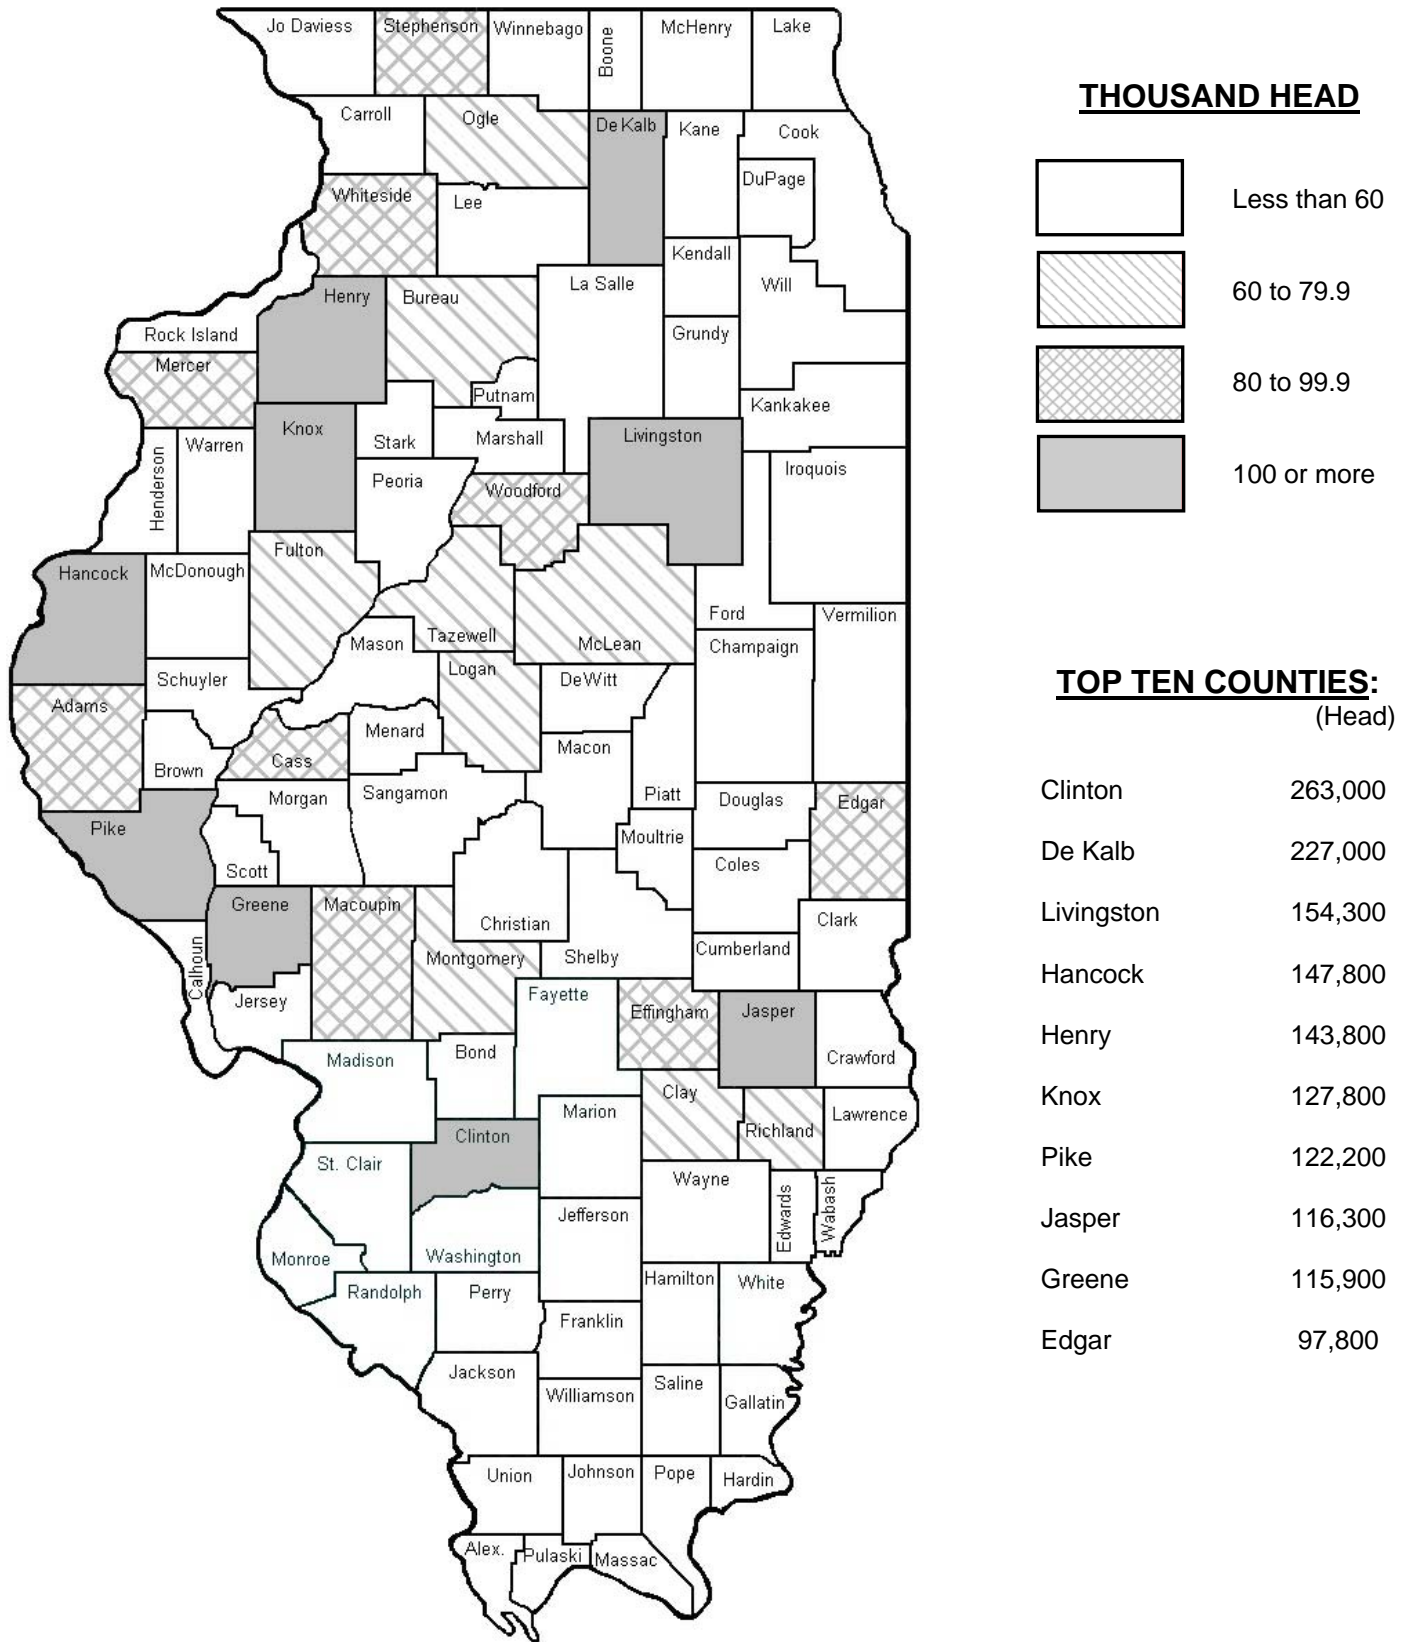 Jo Daviess
Stephenson
Winnebago
Boone
McHenry
Lake
Carroll
Ogle
De Kalb
Kane
Cook
DuPage
Whiteside
Lee
Kendall
Will
Henry
Bureau
La Salle
Rock Island
Grundy
Mercer
Putnam
Kankakee
Knox
Stark
Marshall
Livingston
Warren
Henderson
Peoria
Iroquois
Woodford
Fulton
Hancock
McDonough
Ford
Vermilion
Mason
Tazewell
McLean
Champaign
Schuyler
Logan
DeWitt
Adams
Menard
Macon
Cass
Brown
Morgan
Sangamon
Piatt
Douglas
Edgar
Pike
Moultrie
Scott
Coles
Greene
Macoupin
Christian
Clark
Calhoun
Montgomery
Shelby
Cumberland
Jersey
Fayette
Effingham
Jasper
Madison
Bond
Crawford
Clay
Marion
Richland
Lawrence
Clinton
St. Clair
Wayne
Edwards
Wabash
Jefferson
Monroe
Washington
Randolph
Perry
Hamilton
White
Franklin
Jackson
Williamson
Saline
Gallatin
Union
Johnson
Pope
Hardin
Alex.
Pulaski
Massac
THOUSAND HEAD
Less than 60
60 to 79.9
80 to 99.9
100 or more
TOP TEN COUNTIES:
(Head)
Clinton 263,000
De Kalb 227,000
Livingston 154,300
Hancock 147,800
Henry 143,800
Knox 127,800
Pike 122,200
Jasper 116,300
Greene 115,900
Edgar 97,800